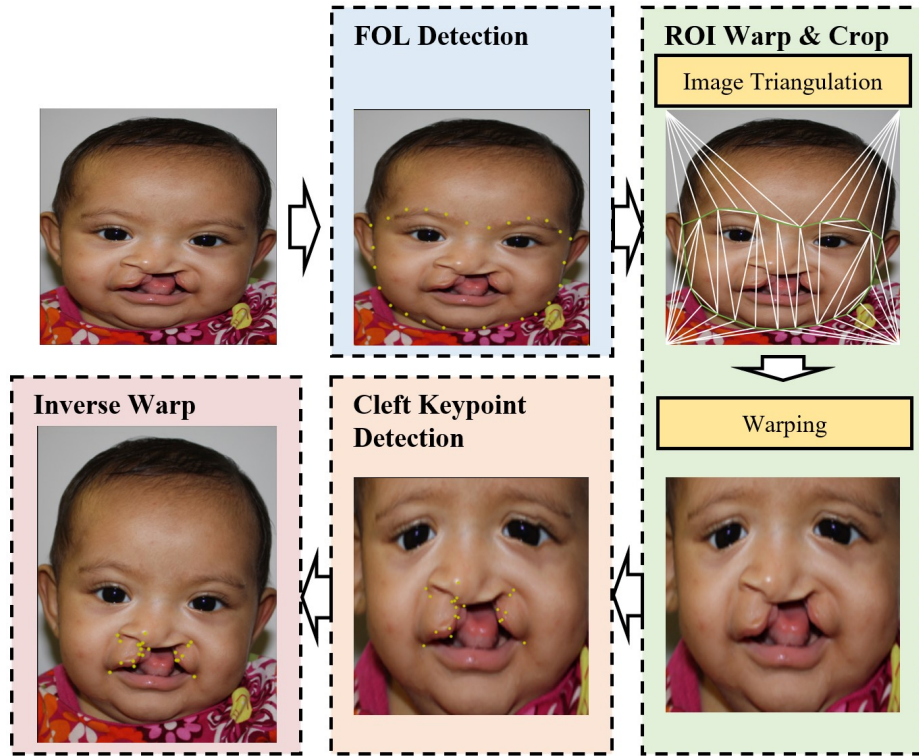 FOL Detection
ROI Warp & Crop
Image Triangulation
Warping
Cleft Keypoint
Detection
Inverse Warp